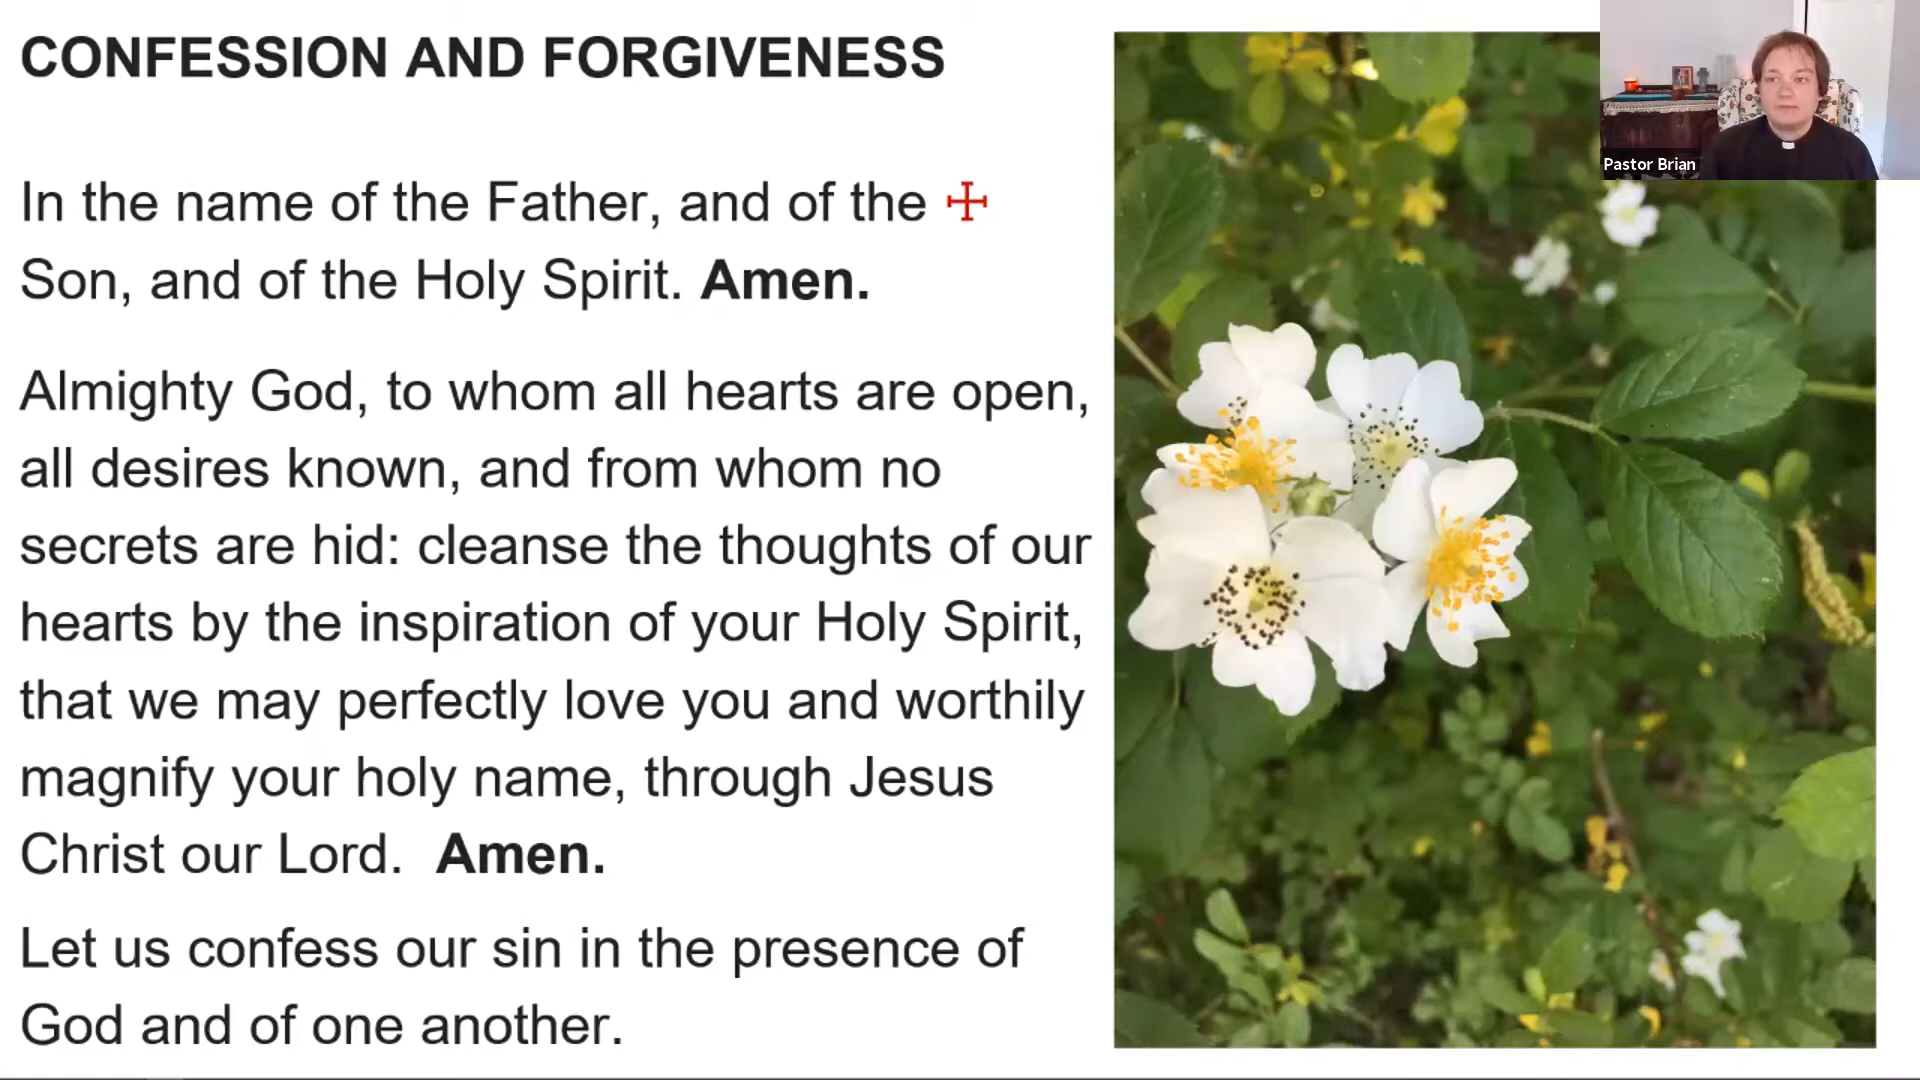 CONFESSION AND FORGIVENESS
In the name of the Father, and of the ☩
Son, and of the Holy Spirit. Amen.
Almighty God, to whom all hearts are open,
all desires known, and from whom no
secrets are hid: cleanse the thoughts of our
hearts by the inspiration of your Holy Spirit,
that we may perfectly love you and worthily
magnify your holy name, through Jesus
Christ our Lord.  Amen.
Let us confess our sin in the presence of
God and of one another.
Pastor Brian